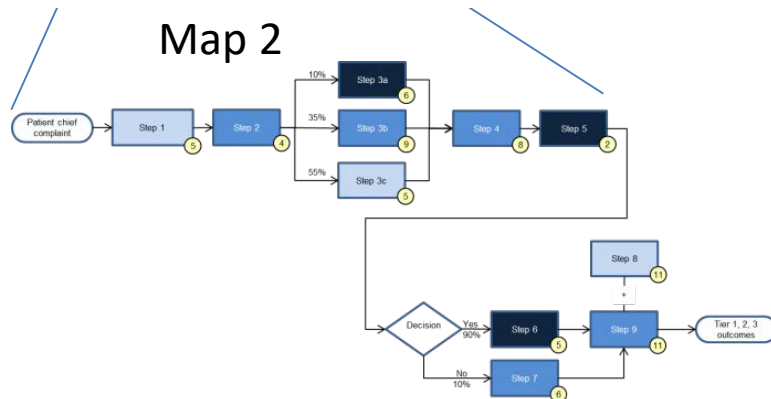 Map 2
Patient chief
complaint
Step 1
5
Step 2
4
10%
Step 3a
6
35%
Step 3b
9
55%
Step 3c
5
Step 4
8
Step 5
2
Decision
Yes
90%
No
10%
Step 6
5
Step 7
6
Step 8
11
+
Step 9
11
Tier 1, 2, 3
outcomes